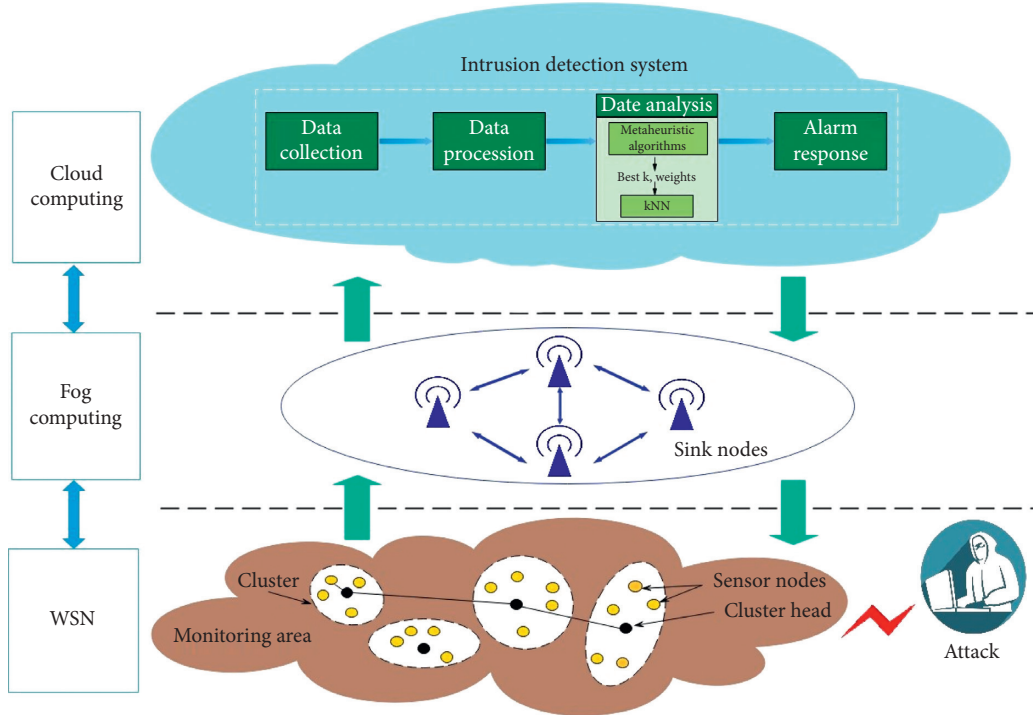 Intrusion detection system
Date analysis
Data
collection
Data
procession
Metaheuristic
algorithms
Best k, weights
kNN
Alarm
response
Cloud
computing
Fog
computing
Sink nodes
WSN
Cluster
Monitoring area
Sensor nodes
Cluster head
Attack